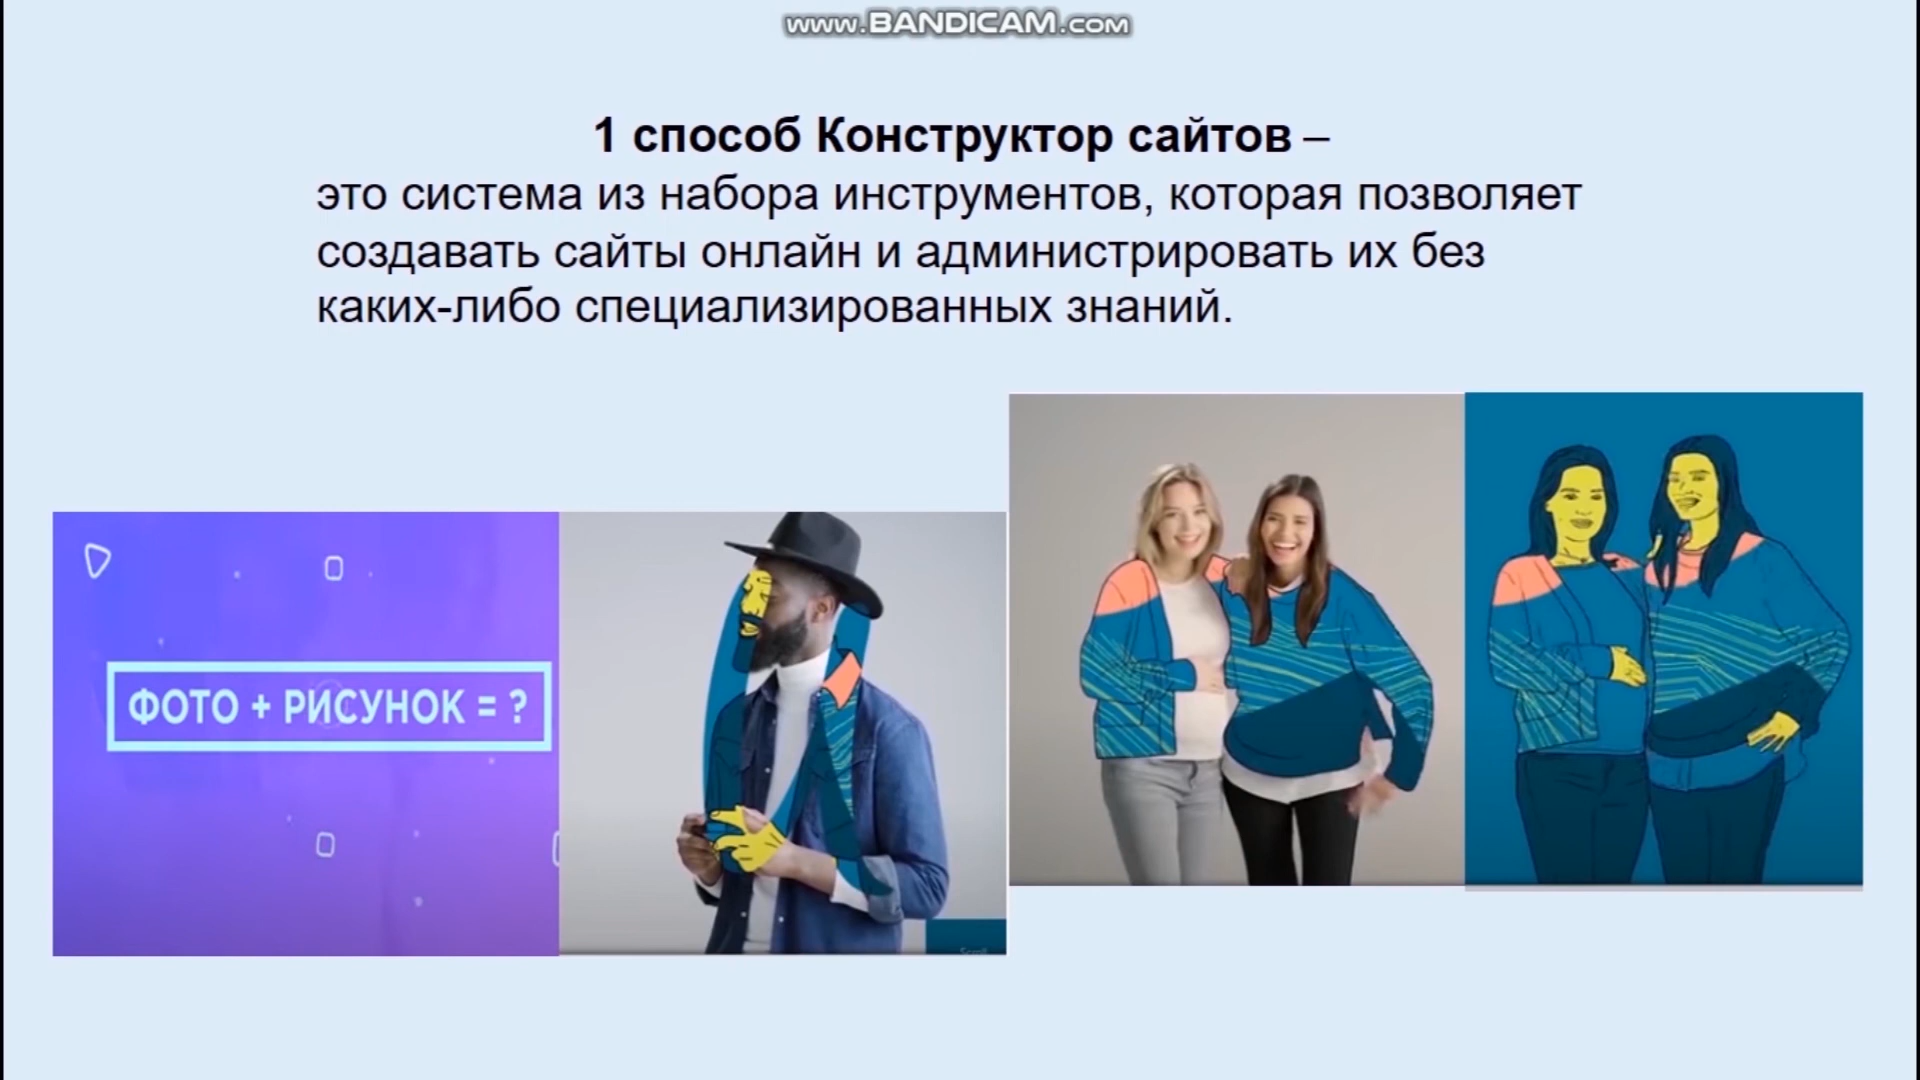 www.BANDICAM.com
1 способ Конструктор сайтов –
это система из набора инструментов, которая позволяет
создавать сайты онлайн и администрировать их без
каких-либо специализированных знаний.
ФОТО + РИСУНОК = ?